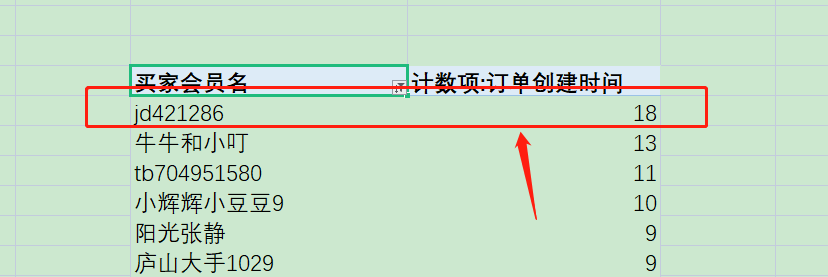 买家会员名 计数项:订单创建时间
jd421286 18
牛牛和小叮 13
tb704951580 11
小辉辉小豆豆9 10
阳光张静 9
庐山大手1029 9